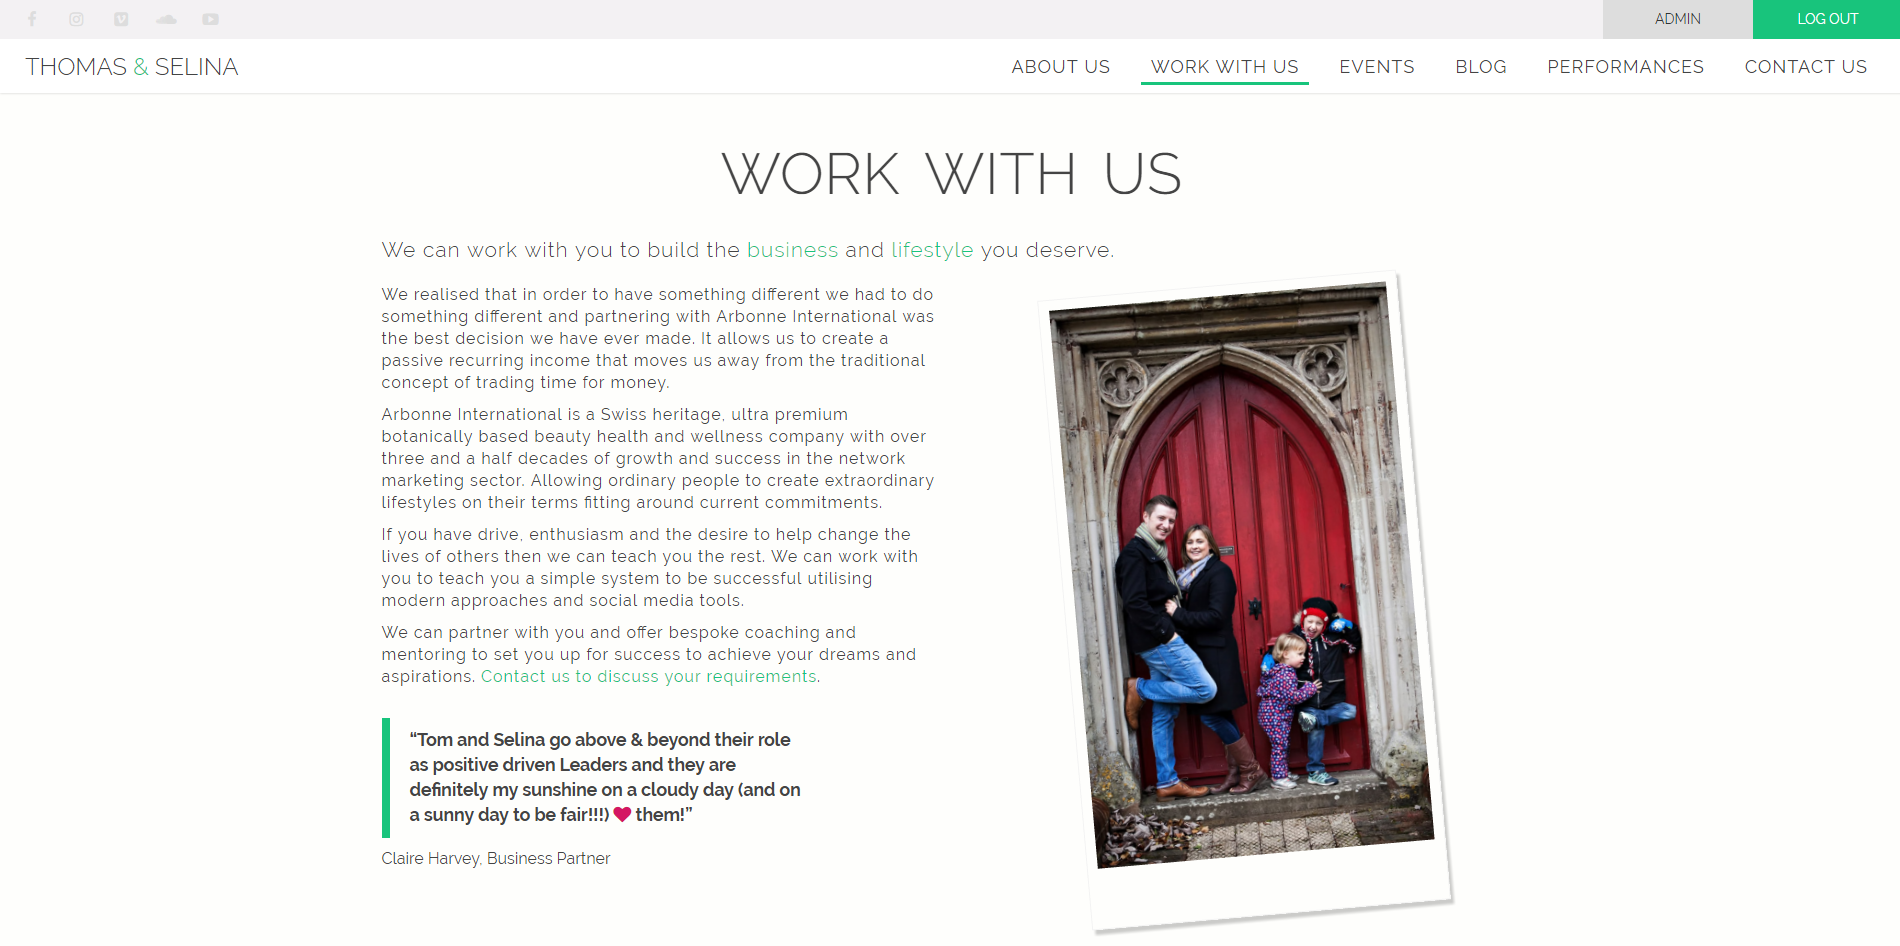 ADMIN
LOG OUT
THOMAS & SELINA
ABOUT US
WORK WITH US
EVENTS
BLOG
PERFORMANCES
CONTACT US
WORK WITH US
We can work with you to build the business and lifestyle you deserve.
We realised that in order to have something different we had to do
something different and partnering with Arbonne International was
the best decision we have ever made. It allows us to create a
passive recurring income that moves us away from the traditional
concept of trading time for money.
Arbonne International is a Swiss heritage, ultra premium
botanically based beauty health and wellness company with over
three and a half decades of growth and success in the network
marketing sector. Allowing ordinary people to create extraordinary
lifestyles on their terms fitting around current commitments.
If you have drive, enthusiasm and the desire to help change the
lives of others then we can teach you the rest. We can work with
you to teach you a simple system to be successful utilising
modern approaches and social media tools.
We can partner with you and offer bespoke coaching and
mentoring to set you up for success to achieve your dreams and
aspirations. Contact us to discuss your requirements.
“Tom and Selina go above & beyond their role
as positive driven Leaders and they are
definitely my sunshine on a cloudy day (and on
a sunny day to be fair!!!) ♥ them!”
Claire Harvey, Business Partner